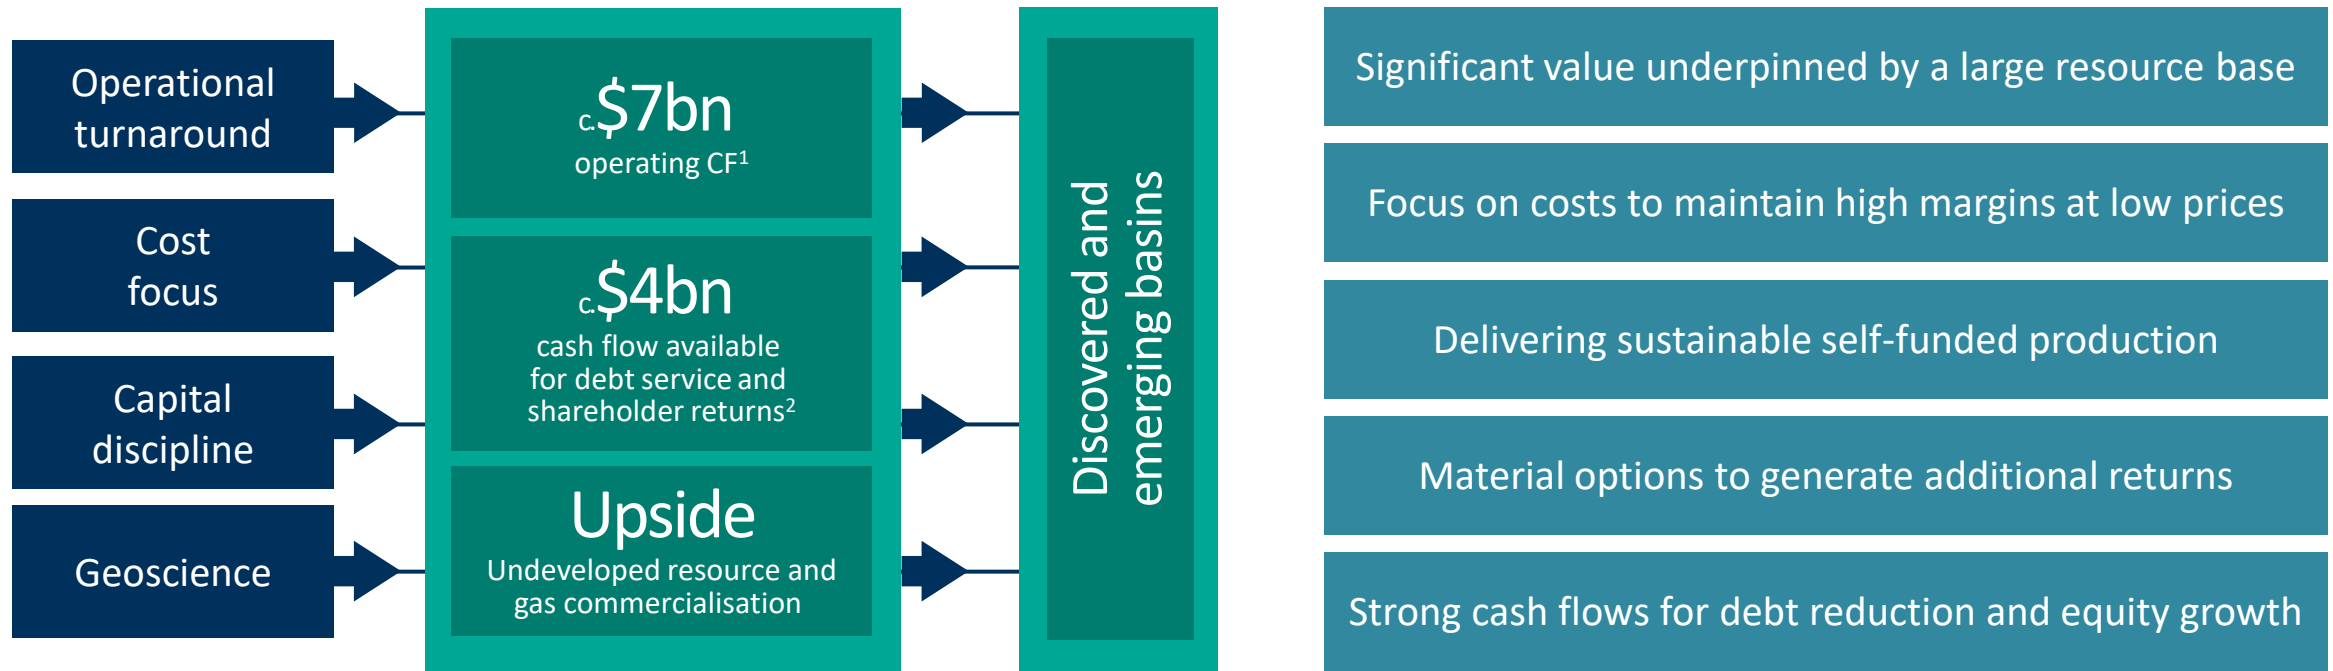 Operational
turnaround
Cost
focus
Capital
discipline
Geoscience
c.$7bn
operating CF¹
c.$4bn
cash flow available
for debt service and
shareholder returns²
Upside
Undeveloped resource and
gas commercialisation
Discovered and
emerging basins
Significant value underpinned by a large resource base
Focus on costs to maintain high margins at low prices
Delivering sustainable self-funded production
Material options to generate additional returns
Strong cash flows for debt reduction and equity growth